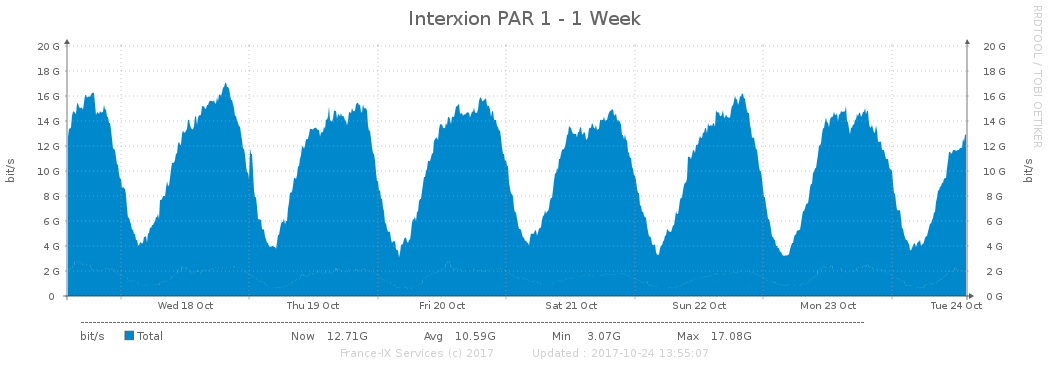 Interxion PAR 1 - 1 Week
RRDTOOL / TOBI OETIKER
20 G 20 G
18 G 18 G
16 G 16 G
14 G 14 G
12 G 12 G
10 G 10 G
8 G 8 G
6 G 6 G
4 G 4 G
2 G 2 G
0 0 G
bit/s bit/s
Wed 18 Oct Thu 19 Oct Fri 20 Oct Sat 21 Oct Sun 22 Oct Mon 23 Oct Tue 24 Oct
bit/s Total Now 12.71G Avg 10.59G Min 3.07G Max 17.08G
France-IX Services (c) 2017 Updated : 2017-10-24 13:55:07